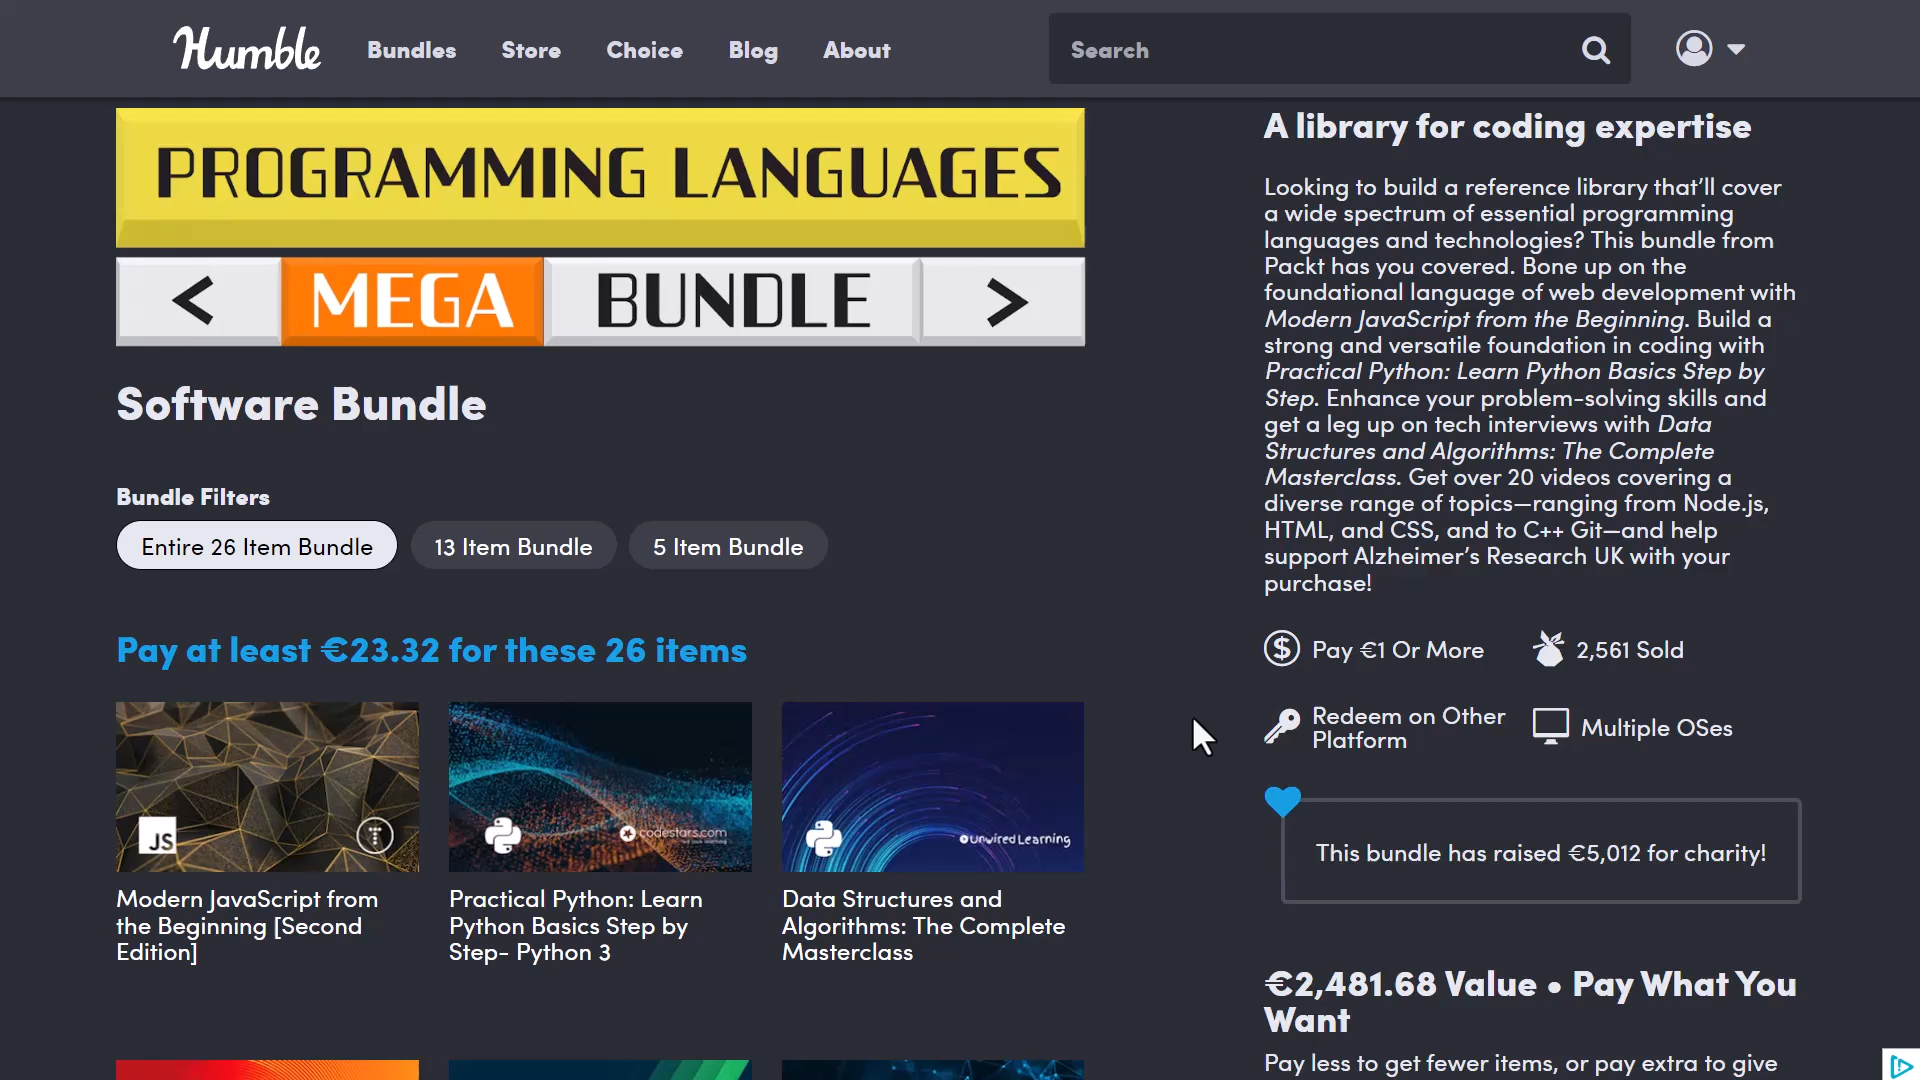 Humble Bundles Store Choice Blog About Search
PROGRAMMING LANGUAGES
< MEGA BUNDLE >
Software Bundle
Bundle Filters
Entire 26 Item Bundle 13 Item Bundle 5 Item Bundle
Pay at least €23.32 for these 26 items
JS
codestars.com
Unwired Learning
Modern JavaScript from
the Beginning [Second
Edition]
Practical Python: Learn
Python Basics Step by
Step- Python 3
Data Structures and
Algorithms: The Complete
Masterclass
A library for coding expertise
Looking to build a reference library that’ll cover
a wide spectrum of essential programming
languages and technologies? This bundle from
Packt has you covered. Bone up on the
foundational language of web development with
Modern JavaScript from the Beginning. Build a
strong and versatile foundation in coding with
Practical Python: Learn Python Basics Step by
Step. Enhance your problem-solving skills and
get a leg up on tech interviews with Data
Structures and Algorithms: The Complete
Masterclass. Get over 20 videos covering a
diverse range of topics—ranging from Node.js,
HTML, and CSS, and to C++ Git—and help
support Alzheimer’s Research UK with your
purchase!
Pay €1 Or More
2,561 Sold
Redeem on Other
Platform
Multiple OSes
This bundle has raised €5,012 for charity!
€2,481.68 Value • Pay What You
Want
Pay less to get fewer items, or pay extra to give